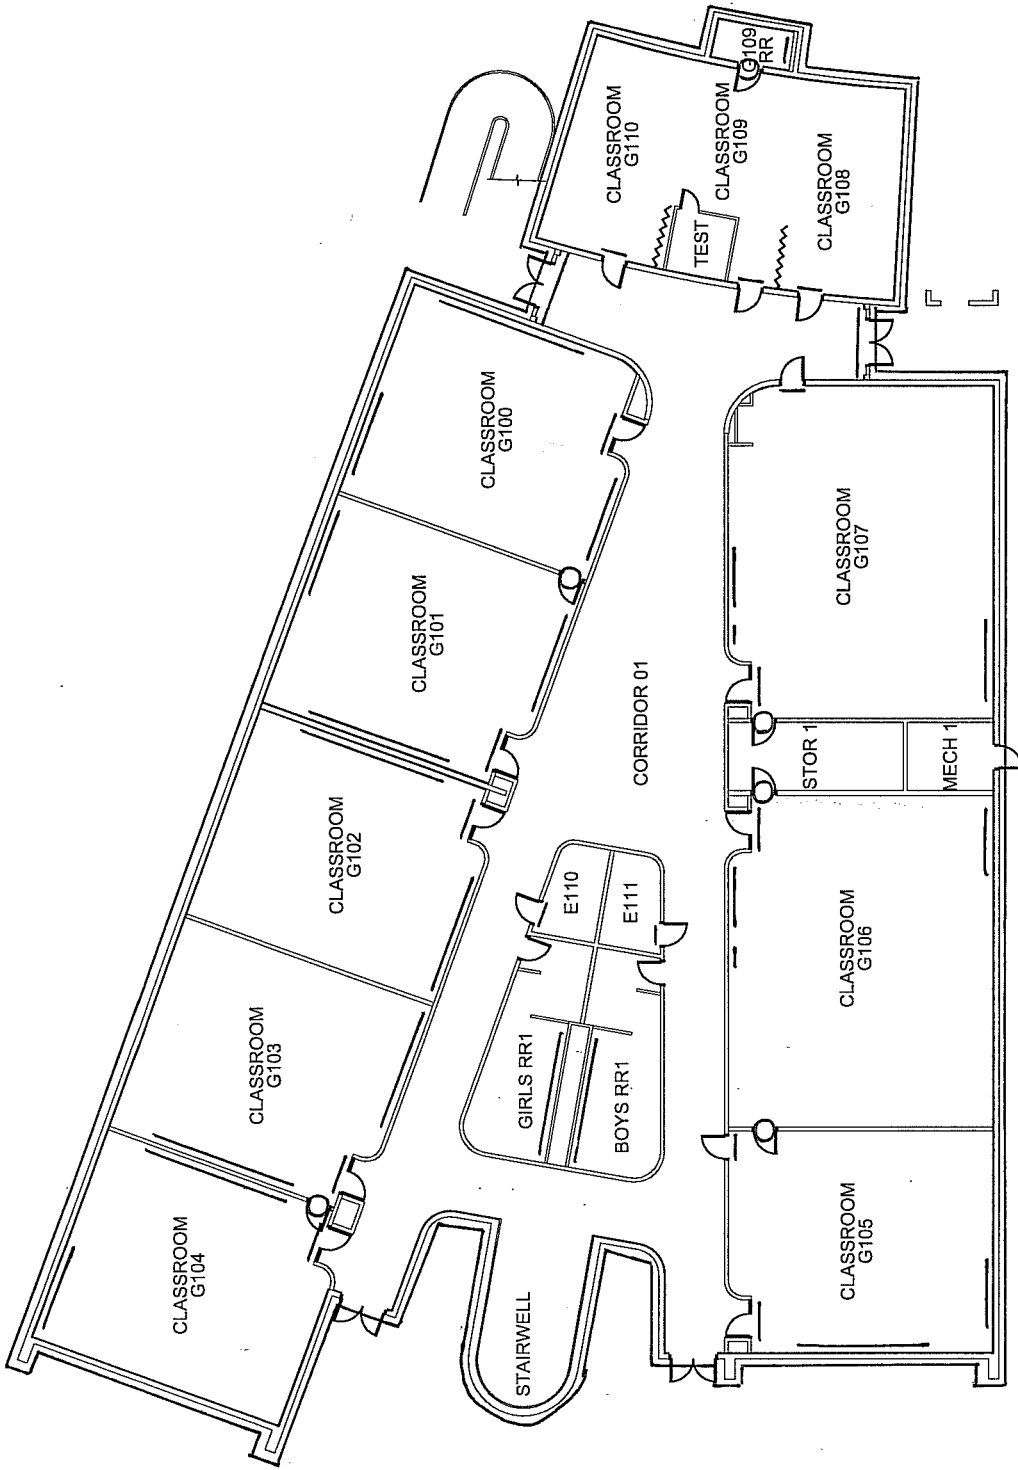 G109
RR
CLASSROOM
G110
CLASSROOM
G109
CLASSROOM
G108
TEST
CLASSROOM
G100
CLASSROOM
G101
CLASSROOM
G107
CORRIDOR 01
STOR 1
MECH 1
CLASSROOM
G102
E110
E111
CLASSROOM
G106
CLASSROOM
G103
GIRLS RR1
BOYS RR1
CLASSROOM
G104
CLASSROOM
G105
STAIRWELL